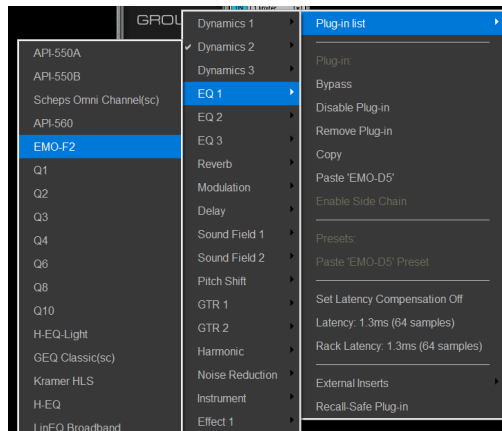 GROU
API-550A
API-550B
Scheps Omni Channel(sc)
API-560
EMO-F2
Q1
Q2
Q3
Q4
Q6
Q8
Q10
H-EQ-Light
GEQ Classic(sc)
Kramer HLS
H-EQ
LinEQ Broadband
Dynamics 1
Dynamics 2
Dynamics 3
EQ 1
EQ 2
EQ 3
Reverb
Modulation
Delay
Sound Field 1
Sound Field 2
Pitch Shift
GTR 1
GTR 2
Harmonic
Noise Reduction
Instrument
Effect 1
Plug-in list
Plug-in:
Bypass
Disable Plug-in
Remove Plug-in
Copy
Paste 'EMO-D5'
Enable Side Chain
Presets:
Paste 'EMO-D5' Preset
Set Latency Compensation Off
Latency: 1.3ms (64 samples)
Rack Latency: 1.3ms (64 samples)
External Inserts
Recall-Safe Plug-in